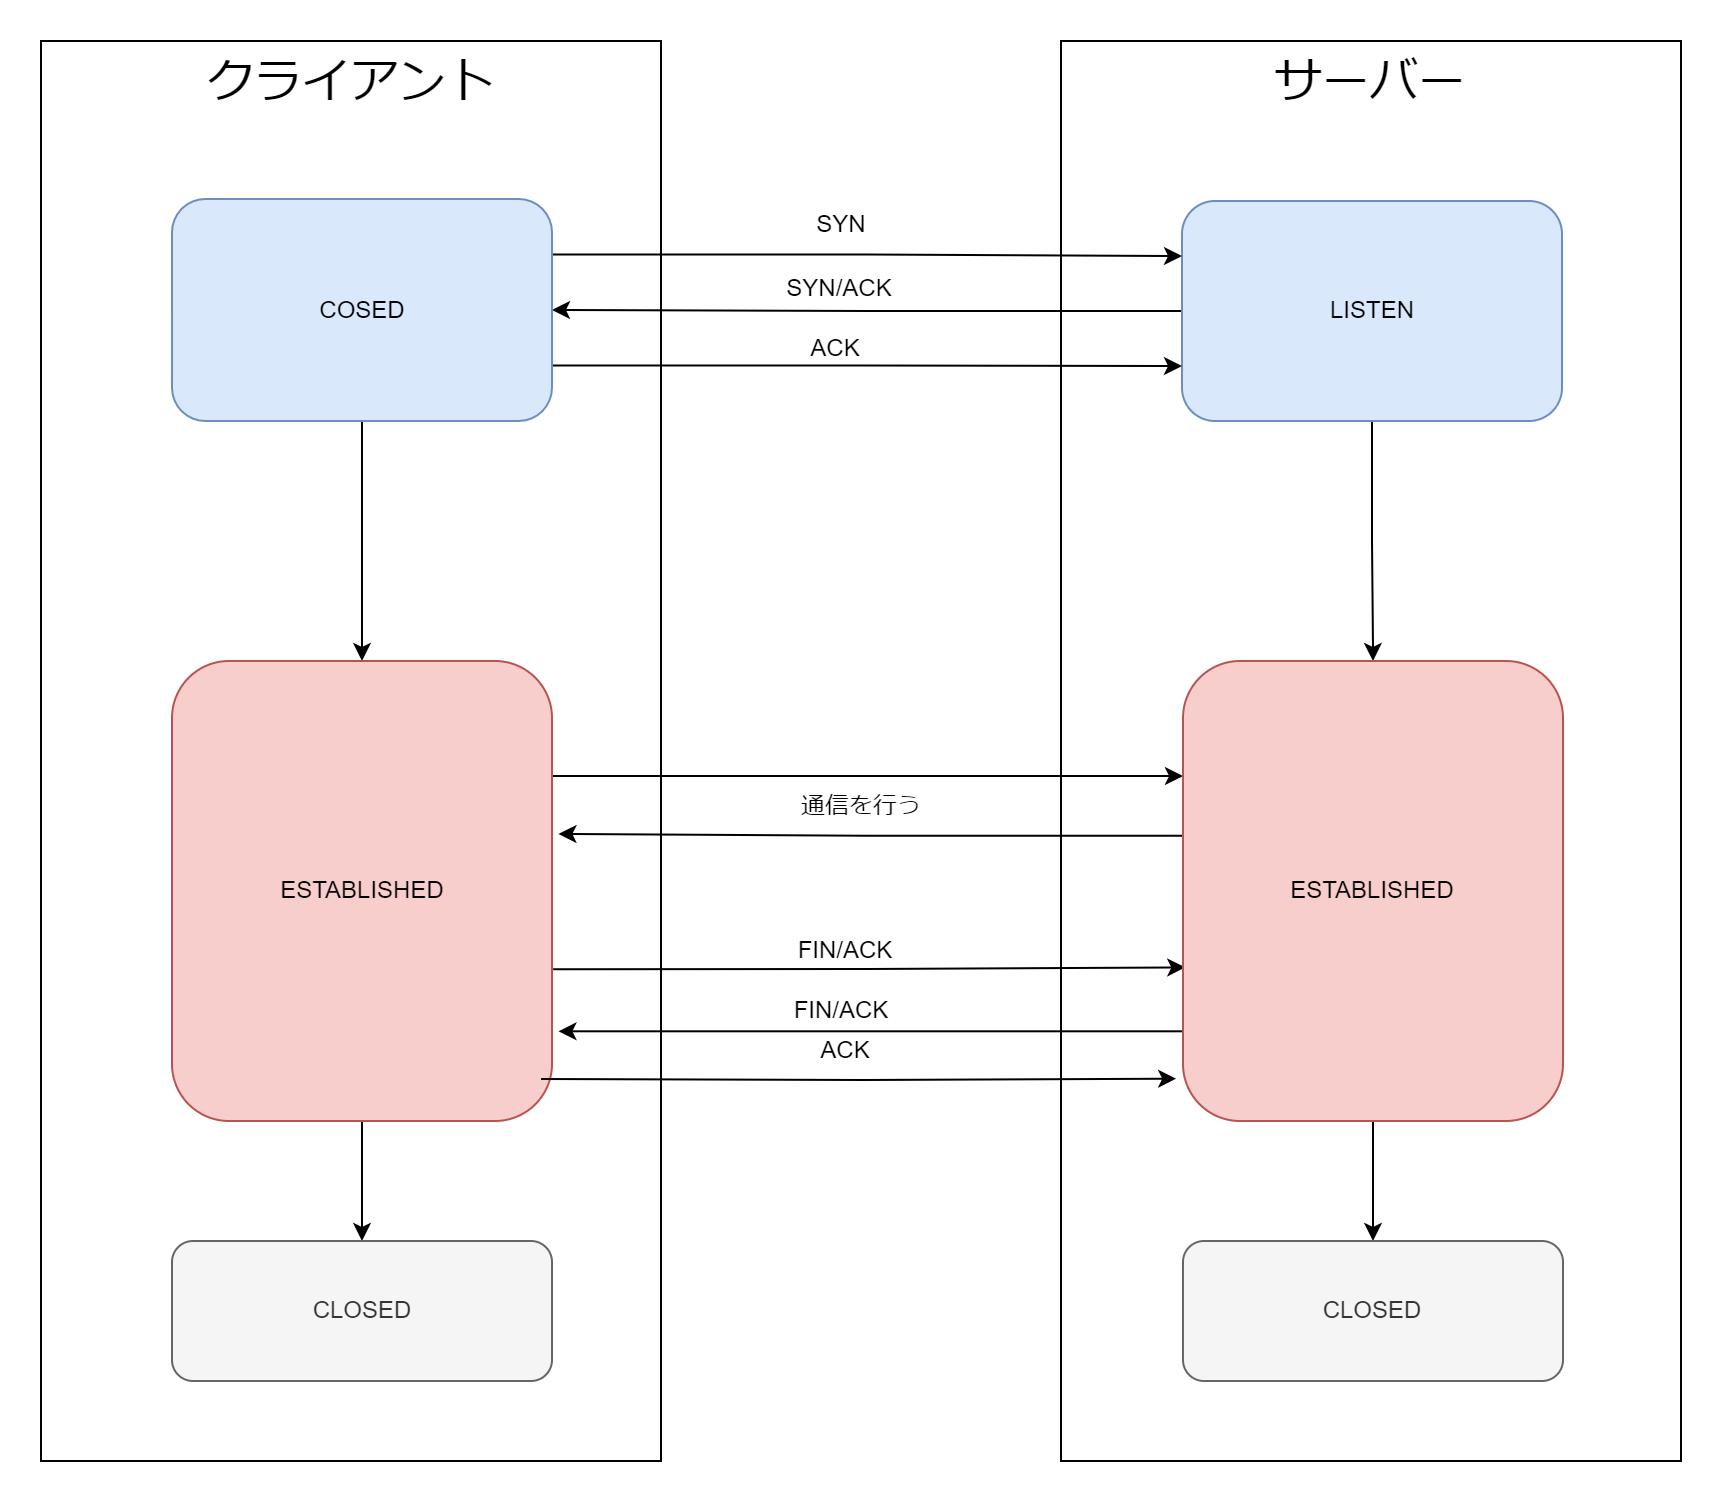 クライアント
サーバー
SYN
SYN/ACK
COSED
LISTEN
ACK
通信を行う
ESTABLISHED
ESTABLISHED
FIN/ACK
FIN/ACK
ACK
CLOSED
CLOSED